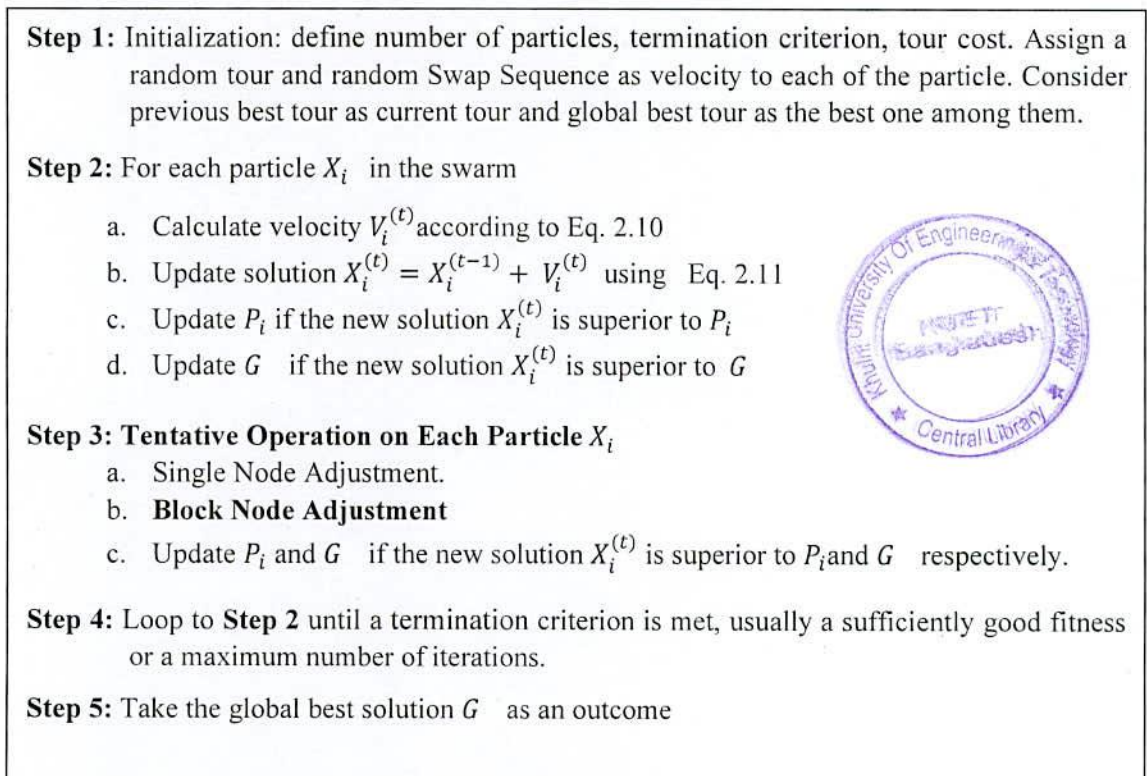 Step 1: Initialization: define number of particles, termination criterion, tour cost. Assign a
random tour and random Swap Sequence as velocity to each of the particle. Consider
previous best tour as current tour and global best tour as the best one among them.
Step 2: For each particle X_i in the swarm
a. Calculate velocity V_i^(t) according to Eq. 2.10
b. Update solution X_i^(t) = X_i^(t−1) + V_i^(t) using Eq. 2.11
c. Update P_i if the new solution X_i^(t) is superior to P_i
d. Update G if the new solution X_i^(t) is superior to G
Khulna University Of Engineering & Technology
Central Library
Step 3: Tentative Operation on Each Particle X_i
a. Single Node Adjustment.
b. Block Node Adjustment
c. Update P_i and G if the new solution X_i^(t) is superior to P_i and G respectively.
Step 4: Loop to Step 2 until a termination criterion is met, usually a sufficiently good fitness
or a maximum number of iterations.
Step 5: Take the global best solution G as an outcome